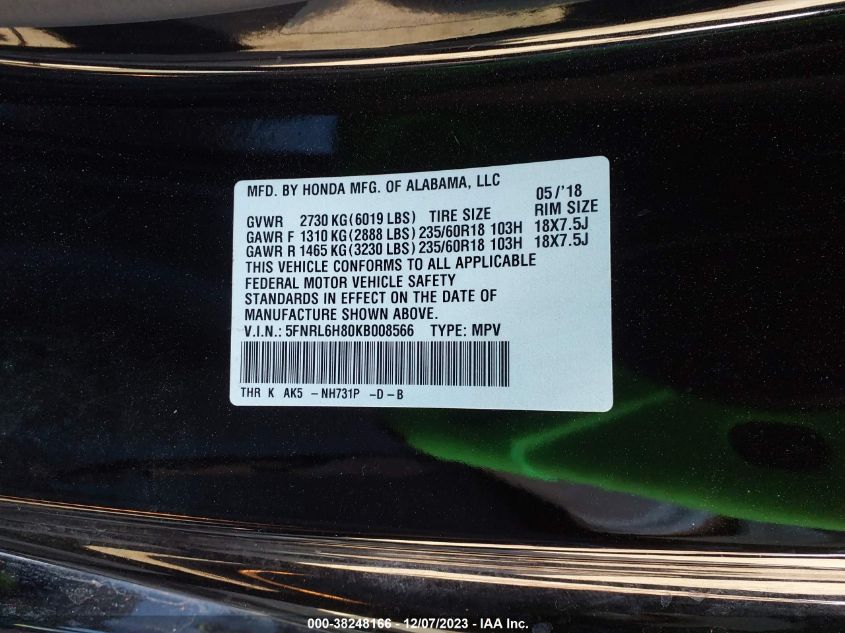 MFD. BY HONDA MFG. OF ALABAMA, LLC 05/'18
GVWR 2730 KG(6019 LBS) TIRE SIZE RIM SIZE
GAWR F 1310 KG(2888 LBS) 235/60R18 103H 18X7.5J
GAWR R 1465 KG(3230 LBS) 235/60R18 103H 18X7.5J
THIS VEHICLE CONFORMS TO ALL APPLICABLE
FEDERAL MOTOR VEHICLE SAFETY
STANDARDS IN EFFECT ON THE DATE OF
MANUFACTURE SHOWN ABOVE.
V.I.N.: 5FNRL6H80KB008566 TYPE: MPV
THR K AK5 -NH731P -D-B
000-38248166 - 12/07/2023 - IAA Inc.